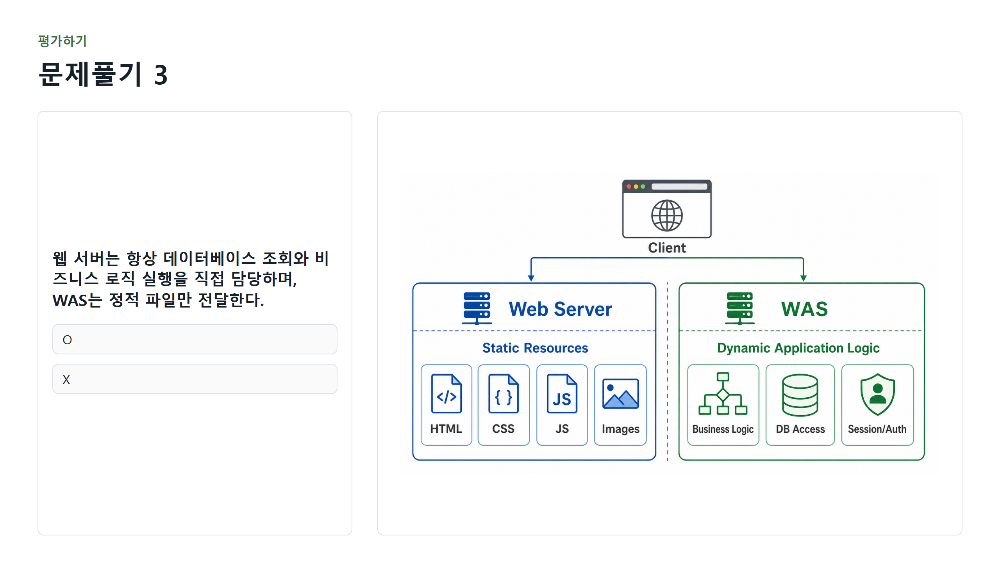 평가하기
문제풀기 3
웹 서버는 항상 데이터베이스 조회와 비
즈니스 로직 실행을 직접 담당하며,
WAS는 정적 파일만 전달한다.
O
X
Client
Web Server
Static Resources
</>
HTML
{ }
CSS
JS
JS
Images
WAS
Dynamic Application Logic
Business Logic
DB Access
Session/Auth